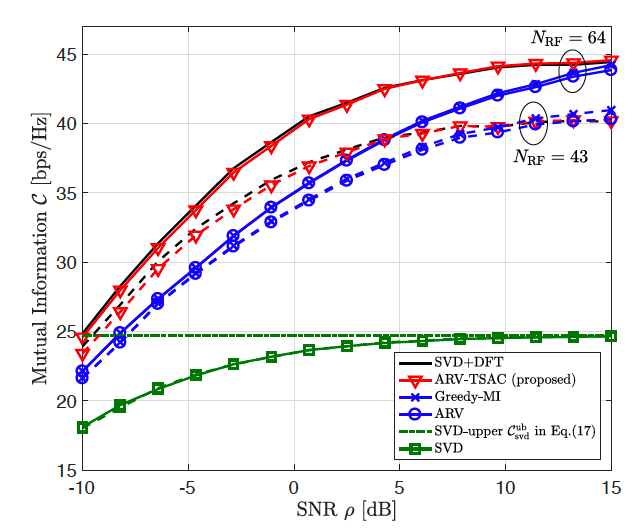 N_RF = 64
N_RF = 43
45
40
35
30
25
20
15
-10
-5
0
5
10
15
Mutual Information C [bps/Hz]
SNR ρ [dB]
SVD+DFT
ARV-TSAC (proposed)
Greedy-MI
ARV
SVD-upper C_svd^ub in Eq.(17)
SVD